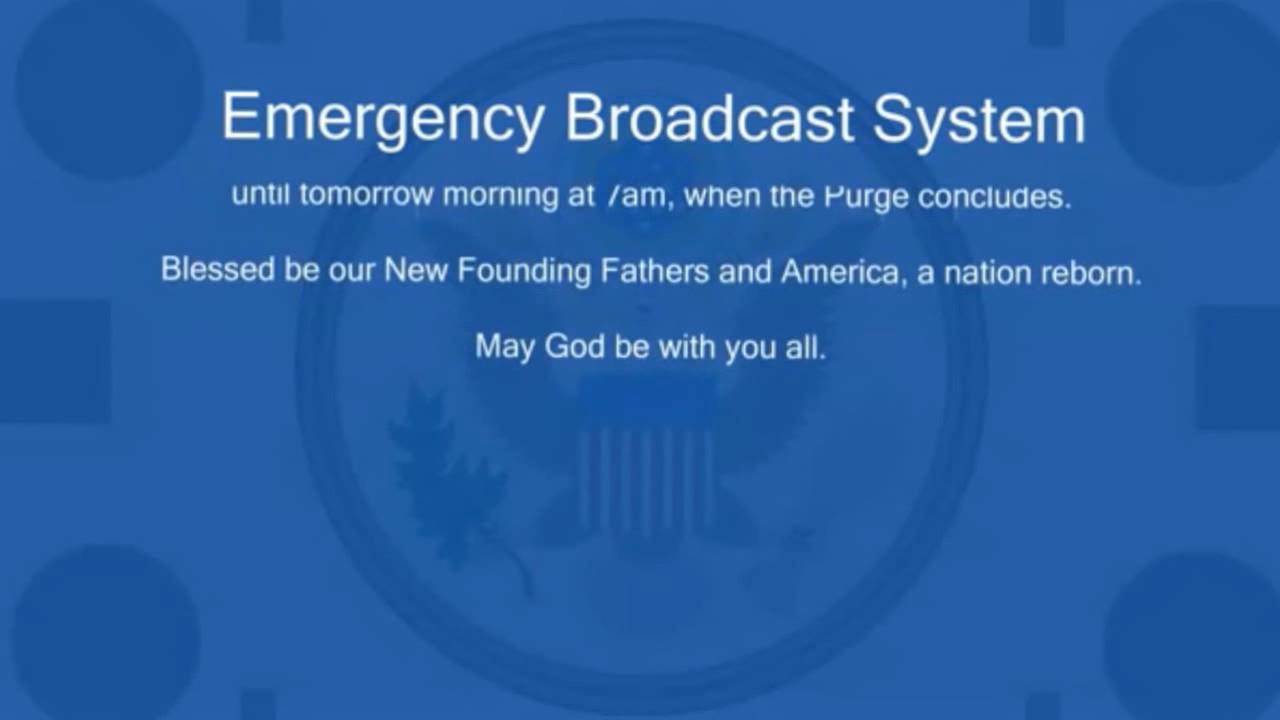 Emergency Broadcast System
until tomorrow morning at 7am, when the Purge concludes.
Blessed be our New Founding Fathers and America, a nation reborn.
May God be with you all.